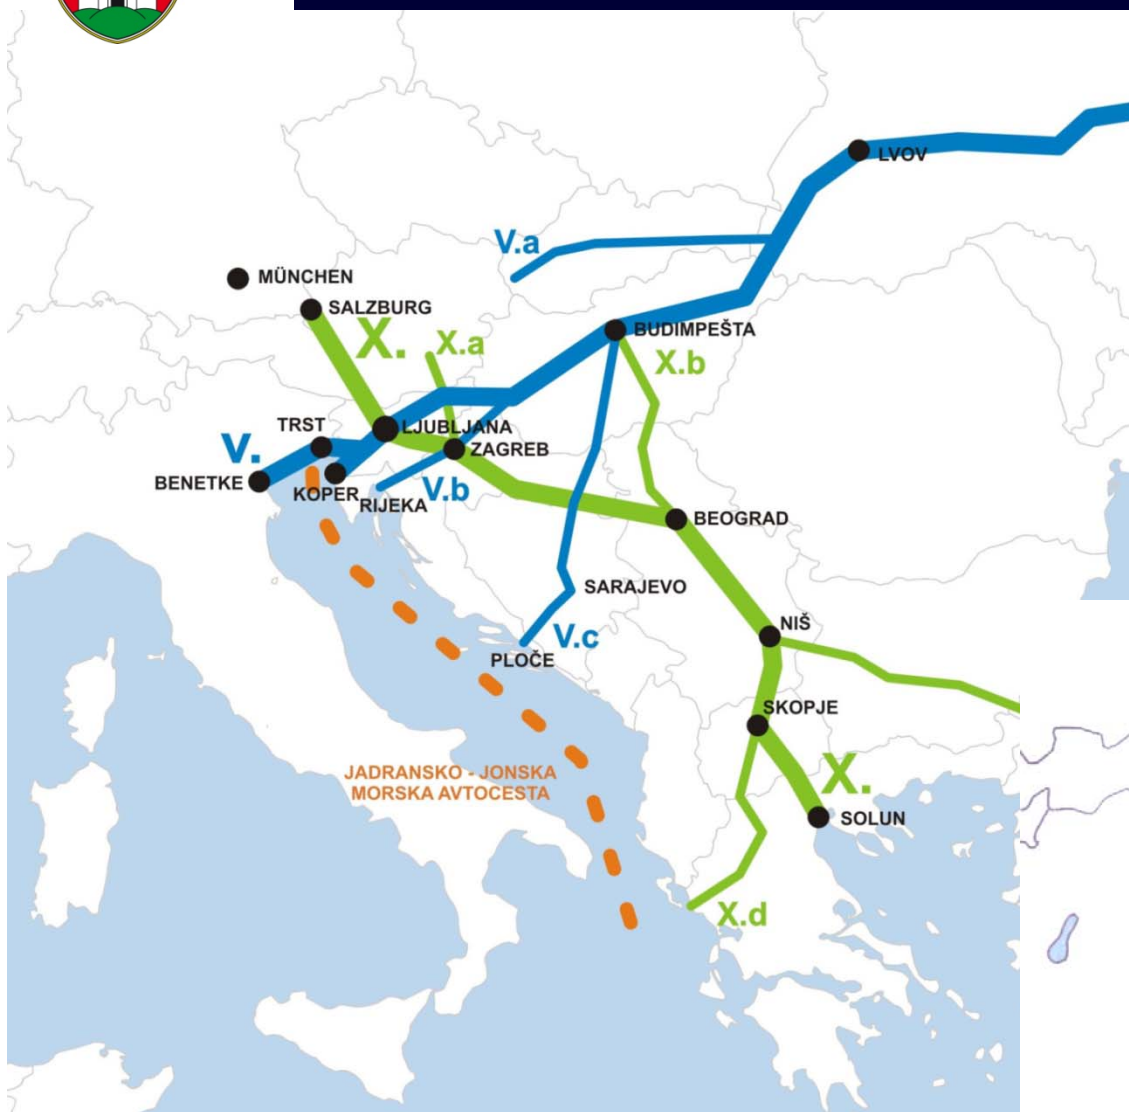 LVOV
V.a
MÜNCHEN
SALZBURG
X.
X.a
BUDIMPEŠTA
X.b
TRST
LJUBLJANA
V.
ZAGREB
BENETKE
KOPER
RIJEKA
V.b
BEOGRAD
SARAJEVO
NIŠ
V.c
PLOČE
SKOPJE
JADRANSKO - JONSKA
MORSKA AVTOCESTA
X.
SOLUN
X.d